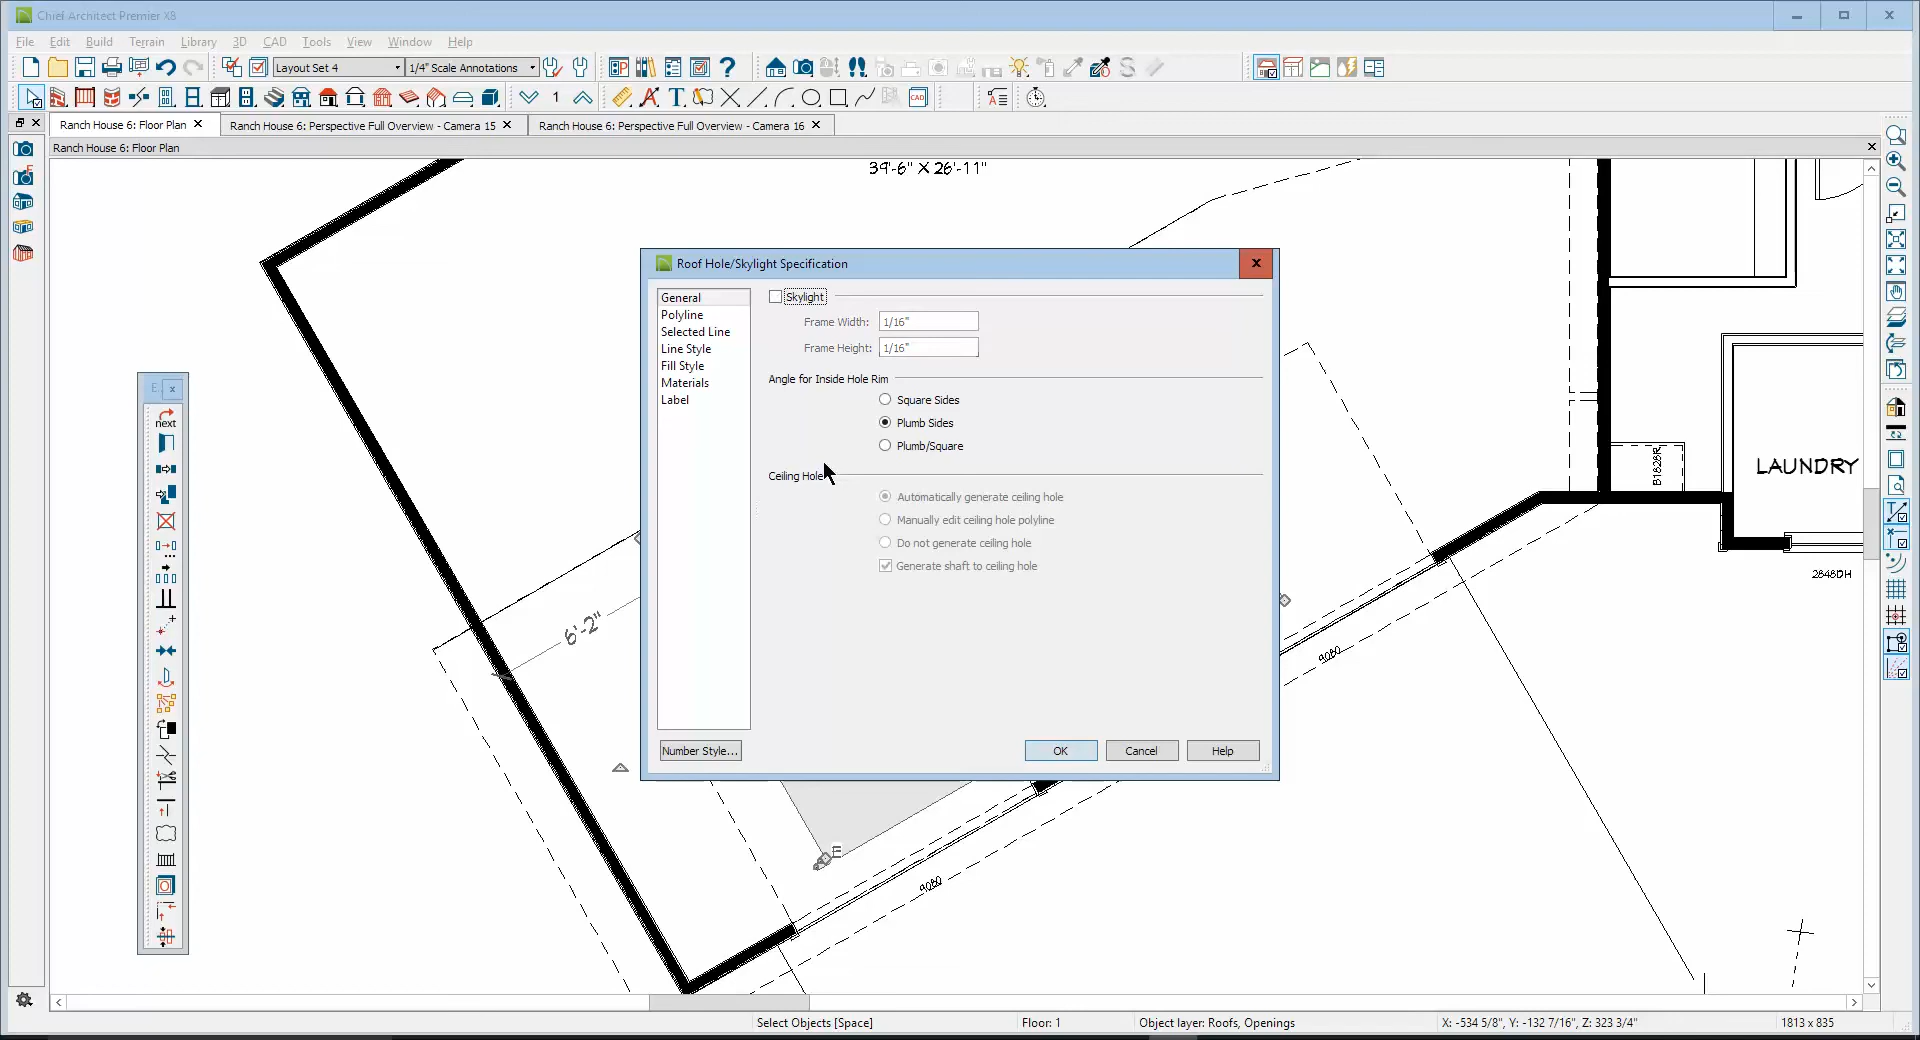 Chief Architect Premier X8
File Edit Build Terrain Library 3D CAD Tools View Window Help
Layout Set 4 1/4" Scale Annotations
1
CAD
Ranch House 6: Floor Plan Ranch House 6: Perspective Full Overview - Camera 15 Ranch House 6: Perspective Full Overview - Camera 16
Ranch House 6: Floor Plan
39'-6" X 26'-11"
Roof Hole/Skylight Specification
General
Polyline
Selected Line
Line Style
Fill Style
Materials
Label
Skylight
Frame Width: 1/16"
Frame Height: 1/16"
Angle for Inside Hole Rim
Square Sides
Plumb Sides
Plumb/Square
Ceiling Hole
Automatically generate ceiling hole
Manually edit ceiling hole polyline
Do not generate ceiling hole
Generate shaft to ceiling hole
Number Style... OK Cancel Help
E
next
6'-2"
B1828R
LAUNDRY
2848DH
9080
9080
E
Select Objects [Space] Floor: 1 Object layer: Roofs, Openings X: -534 5/8", Y: -132 7/16", Z: 323 3/4" 1813 x 835